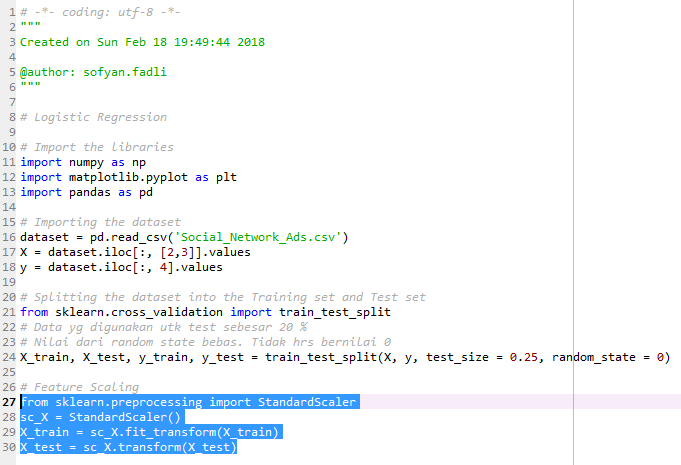 1 # -*- coding: utf-8 -*-
2 """
3 Created on Sun Feb 18 19:49:44 2018
4
5 @author: sofyan.fadli
6 """
7
8 # Logistic Regression
9
10 # Import the libraries
11 import numpy as np
12 import matplotlib.pyplot as plt
13 import pandas as pd
14
15 # Importing the dataset
16 dataset = pd.read_csv('Social_Network_Ads.csv')
17 X = dataset.iloc[:, [2,3]].values
18 y = dataset.iloc[:, 4].values
19
20 # Splitting the dataset into the Training set and Test set
21 from sklearn.cross_validation import train_test_split
22 # Data yg digunakan utk test sebesar 20 %
23 # Nilai dari random state bebas. Tidak hrs bernilai 0
24 X_train, X_test, y_train, y_test = train_test_split(X, y, test_size = 0.25, random_state = 0)
25
26 # Feature Scaling
27 from sklearn.preprocessing import StandardScaler
28 sc_X = StandardScaler()
29 X_train = sc_X.fit_transform(X_train)
30 X_test = sc_X.transform(X_test)